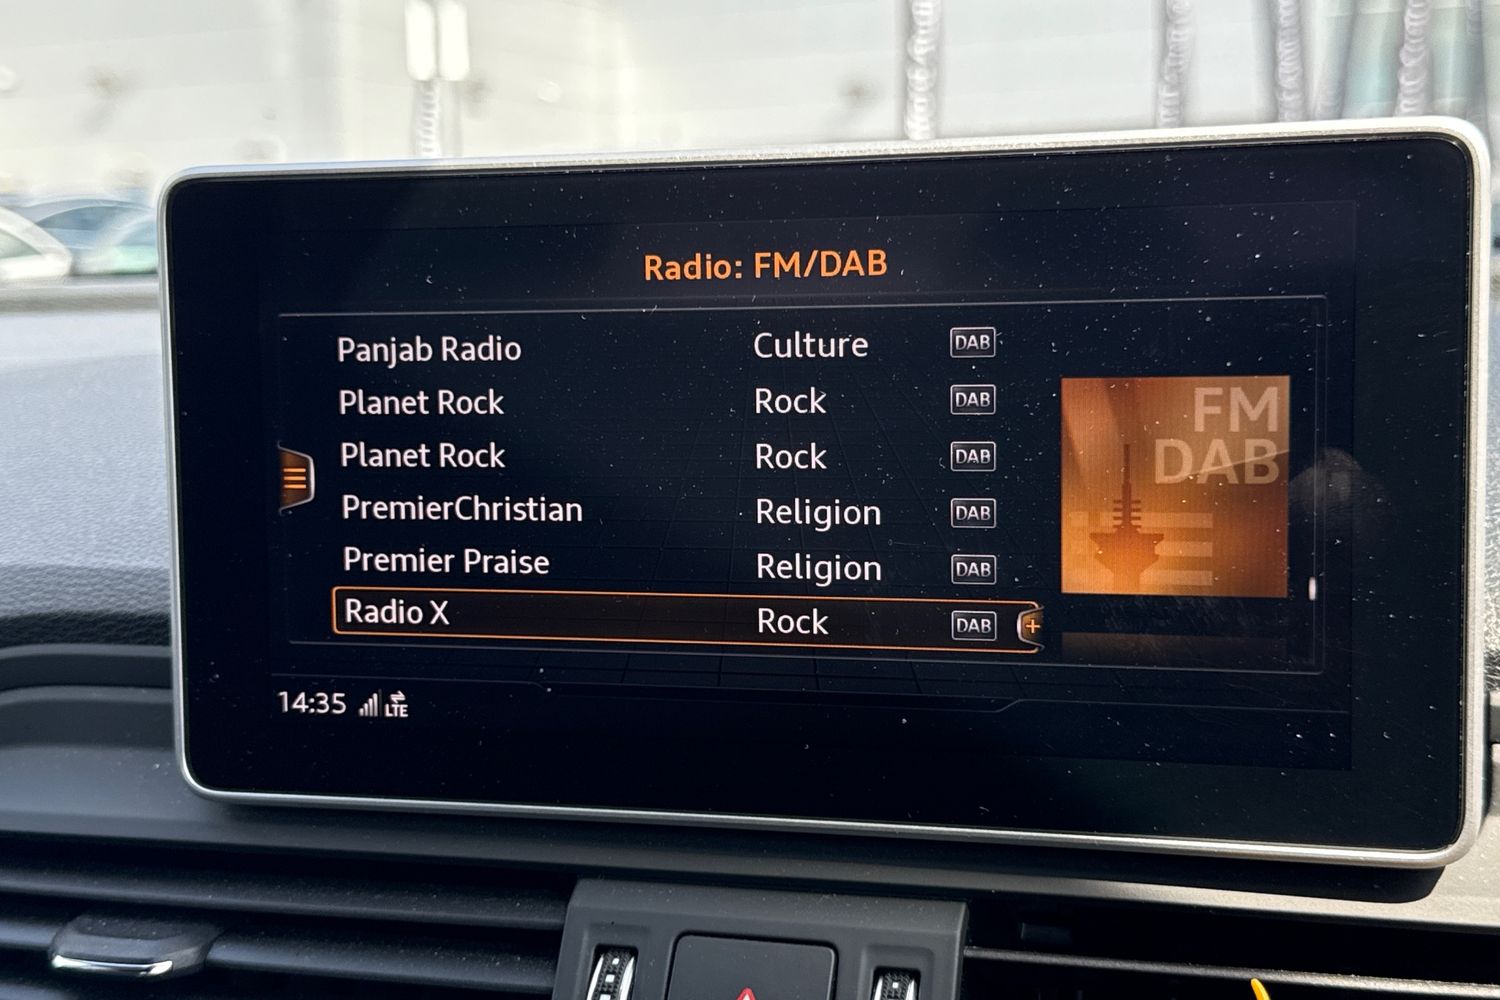 Radio: FM/DAB
Panjab Radio Culture DAB
Planet Rock Rock DAB
Planet Rock Rock DAB
PremierChristian Religion DAB
Premier Praise Religion DAB
Radio X Rock DAB +
FM
DAB
14:35 LTE